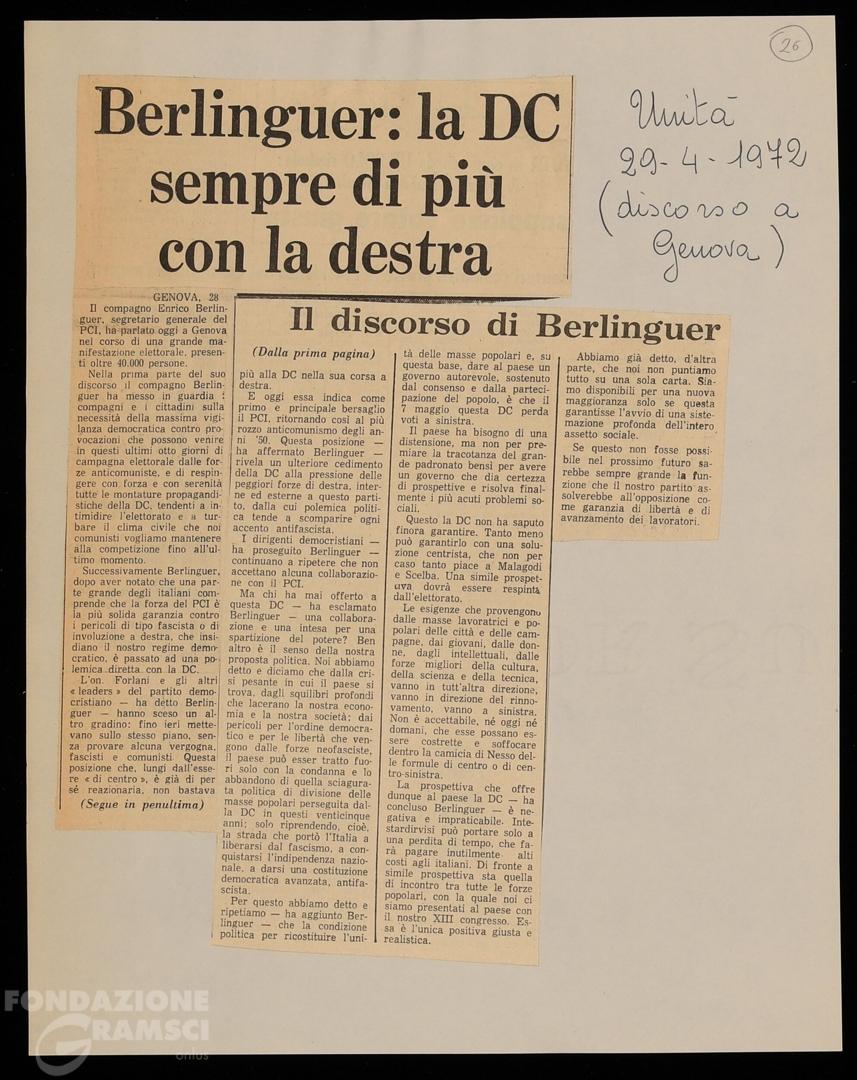 26
Unità
29-4-1972
(discorso a
Genova)
Berlinguer: la DC
sempre di più
con la destra
GENOVA, 28
Il compagno Enrico Berlin-
guer, segretario generale del
PCI, ha parlato oggi a Genova
nel corso di una grande ma-
nifestazione elettorale, presen-
ti oltre 40.000 persone.
Nella prima parte del suo
discorso il compagno Berlin-
guer ha messo in guardia i
compagni e i cittadini sulla
necessità della massima vigi-
lanza democratica contro pro-
vocazioni che possono venire
in questi ultimi otto giorni di
campagna elettorale dalle for-
ze anticomuniste, e di respin-
gere con forza e con serenità
tutte le montature propagandi-
stiche della DC, tendenti a in-
timidire l'elettorato e a tur-
bare il clima civile che noi
comunisti vogliamo mantenere
alla competizione fino all'ul-
timo momento.
Successivamente Berlinguer,
dopo aver notato che una par-
te grande degli italiani com-
prende che la forza del PCI è
la più solida garanzia contro
i pericoli di tipo fascista o di
involuzione a destra, che insi-
diano il nostro regime demo-
cratico, è passato ad una po-
lemica diretta con la DC.
L'on. Forlani e gli altri
« leaders » del partito demo-
cristiano — ha detto Berlin-
guer — hanno sceso un al-
tro gradino: fino ieri mette-
vano sullo stesso piano, sen-
za provare alcuna vergogna,
fascisti e comunisti. Questa
posizione che, lungi dall'esse-
re « di centro », è già di per
sé reazionaria, non bastava
(Segue in penultima)
Il discorso di Berlinguer
(Dalla prima pagina)
più alla DC nella sua corsa a
destra.
E oggi essa indica come
primo e principale bersaglio
il PCI, ritornando così al più
rozzo anticomunismo degli an-
ni '50. Questa posizione —
ha affermato Berlinguer —
rivela un ulteriore cedimento
della DC alla pressione delle
peggiori forze di destra, inter-
ne ed esterne a questo parti-
to, dalla cui polemica politi-
ca tende a scomparire ogni
accento antifascista.
I dirigenti democristiani —
ha proseguito Berlinguer —
continuano a ripetere che non
accettano alcuna collaborazio-
ne con il PCI.
Ma chi ha mai offerto a
questa DC — ha esclamato
Berlinguer — una collabora-
zione e una intesa per una
spartizione del potere? Ben
altro è il senso della nostra
proposta politica. Noi abbiamo
detto e diciamo che dalla cri-
si pesante in cui il paese si
trova, dagli squilibri profondi
che lacerano la nostra econo-
mia e la nostra società; dai
pericoli per l'ordine democra-
tico e per le libertà che ven-
gono dalle forze neofasciste,
il paese può esser tratto fuo-
ri solo con la condanna e lo
abbandono di quella sciagura-
ta politica di divisione delle
masse popolari perseguita dal-
la DC in questi venticinque
anni; solo riprendendo, cioè,
la strada che portò l'Italia a
liberarsi dal fascismo, a con-
quistarsi l'indipendenza nazio-
nale, a darsi una costituzione
democratica avanzata, antifa-
scista.
Per questo abbiamo detto e
ripetiamo — ha aggiunto Ber-
linguer — che la condizione
politica per ricostituire l'uni-
tà delle masse popolari e, su
questa base, dare al paese un
governo autorevole, sostenuto
dal consenso e dalla parteci-
pazione del popolo, è che il
7 maggio questa DC perda
voti a sinistra.
Il paese ha bisogno di una
distensione, ma non per pre-
miare la tracotanza del gran-
de padronato bensì per avere
un governo che dia certezza
di prospettive e risolva final-
mente i più acuti problemi so-
ciali.
Questo la DC non ha saputo
finora garantire. Tanto meno
può garantirlo con una solu-
zione centrista, che non per
caso tanto piace a Malagodi
e Scelba. Una simile prospet-
tiva dovrà essere respinta
dall'elettorato.
Le esigenze che provengono
dalle masse lavoratrici e po-
polari delle città e delle cam-
pagne, dai giovani, dalle don-
ne, dagli intellettuali, dalle
forze migliori della cultura,
della scienza e della tecnica,
vanno in tutt'altra direzione,
vanno in direzione del rinno-
vamento, vanno a sinistra.
Non è accettabile, né oggi né
domani, che esse possano es-
sere costrette e soffocare
dentro la camicia di Nesso del-
le formule di centro o di cen-
tro-sinistra.
La prospettiva che offre
dunque al paese la DC — ha
concluso Berlinguer — è ne-
gativa e impraticabile. Inte-
stardirvisi può portare solo a
una perdita di tempo, che fa-
rà pagare inutilmente alti
costi agli italiani. Di fronte a
simile prospettiva sta quella
di incontro tra tutte le forze
popolari, con la quale noi ci
siamo presentati al paese con
il nostro XIII congresso. Es-
sa è l'unica positiva giusta e
realistica.
Abbiamo già detto, d'altra
parte, che noi non puntiamo
tutto su una sola carta. Sia-
mo disponibili per una nuova
maggioranza solo se questa
garantisse l'avvio di una siste-
mazione profonda dell'intero
assetto sociale.
Se questo non fosse possi-
bile nel prossimo futuro sa-
rebbe sempre grande la fun-
zione che il nostro partito as-
solverebbe all'opposizione co-
me garanzia di libertà e di
avanzamento dei lavoratori.
FONDAZIONE
GRAMSCI
onlus